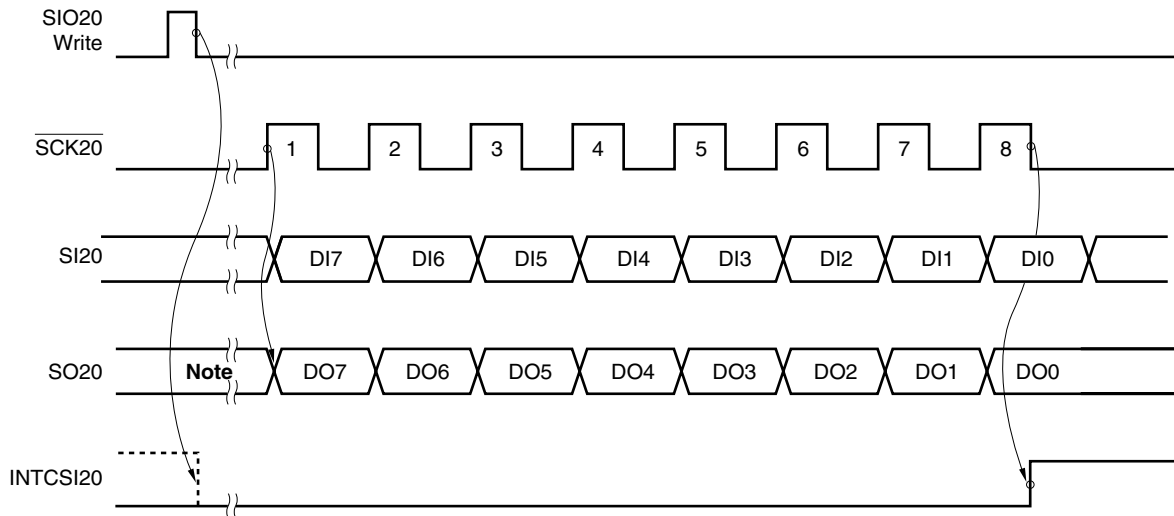 SIO20
Write
SCK20
1 2 3 4 5 6 7 8
SI20
DI7 DI6 DI5 DI4 DI3 DI2 DI1 DI0
SO20
Note DO7 DO6 DO5 DO4 DO3 DO2 DO1 DO0
INTCSI20